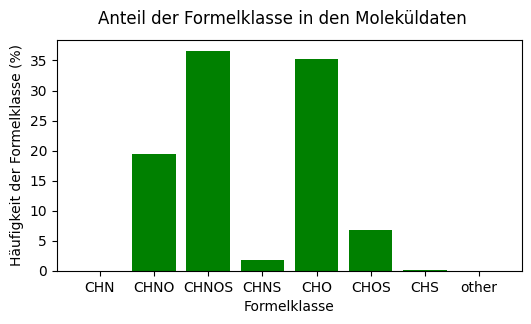 Anteil der Formelklasse in den Moleküldaten
Häufigkeit der Formelklasse (%)
35
30
25
20
15
10
5
0
CHN CHNO CHNOS CHNS CHO CHOS CHS other
Formelklasse